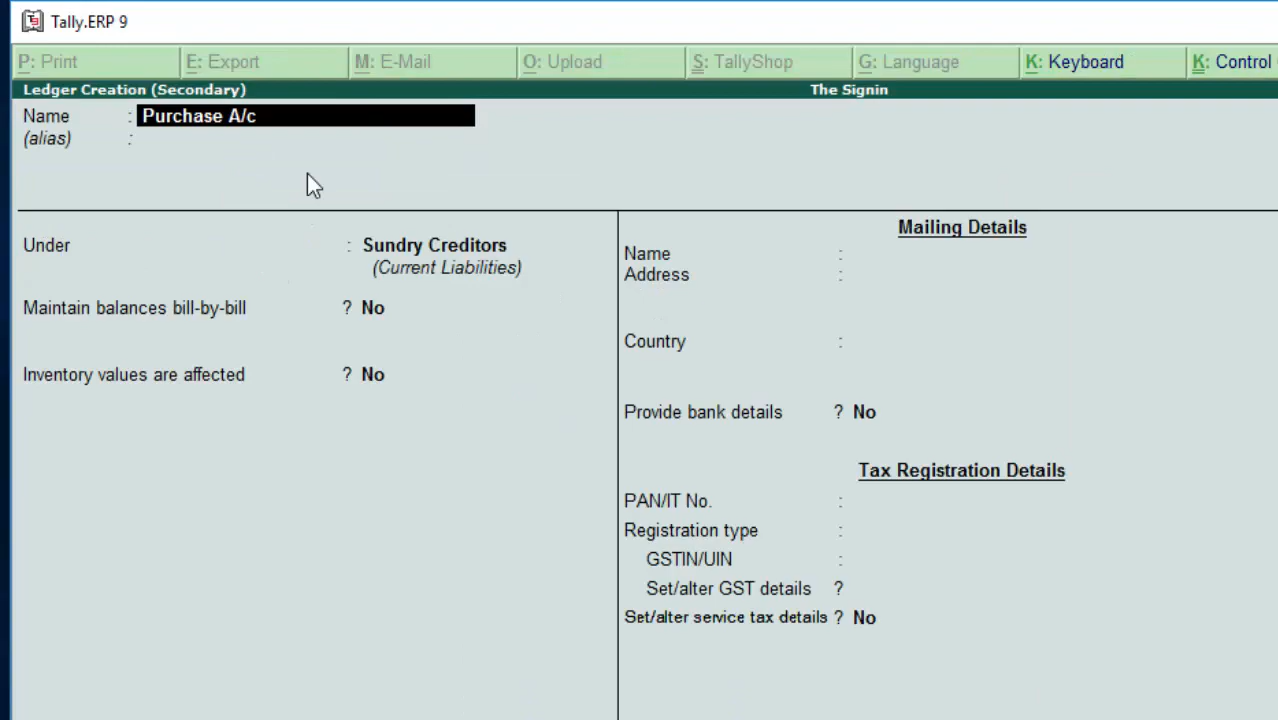 Tally.ERP 9
P: Print E: Export M: E-Mail O: Upload S: TallyShop G: Language K: Keyboard K: Control
Ledger Creation (Secondary) The Signin
Name : Purchase A/c
(alias) :
Under : Sundry Creditors
(Current Liabilities)
Maintain balances bill-by-bill ? No
Inventory values are affected ? No
Mailing Details
Name :
Address :
Country :
Provide bank details ? No
Tax Registration Details
PAN/IT No. :
Registration type :
GSTIN/UIN :
Set/alter GST details ?
Set/alter service tax details ? No